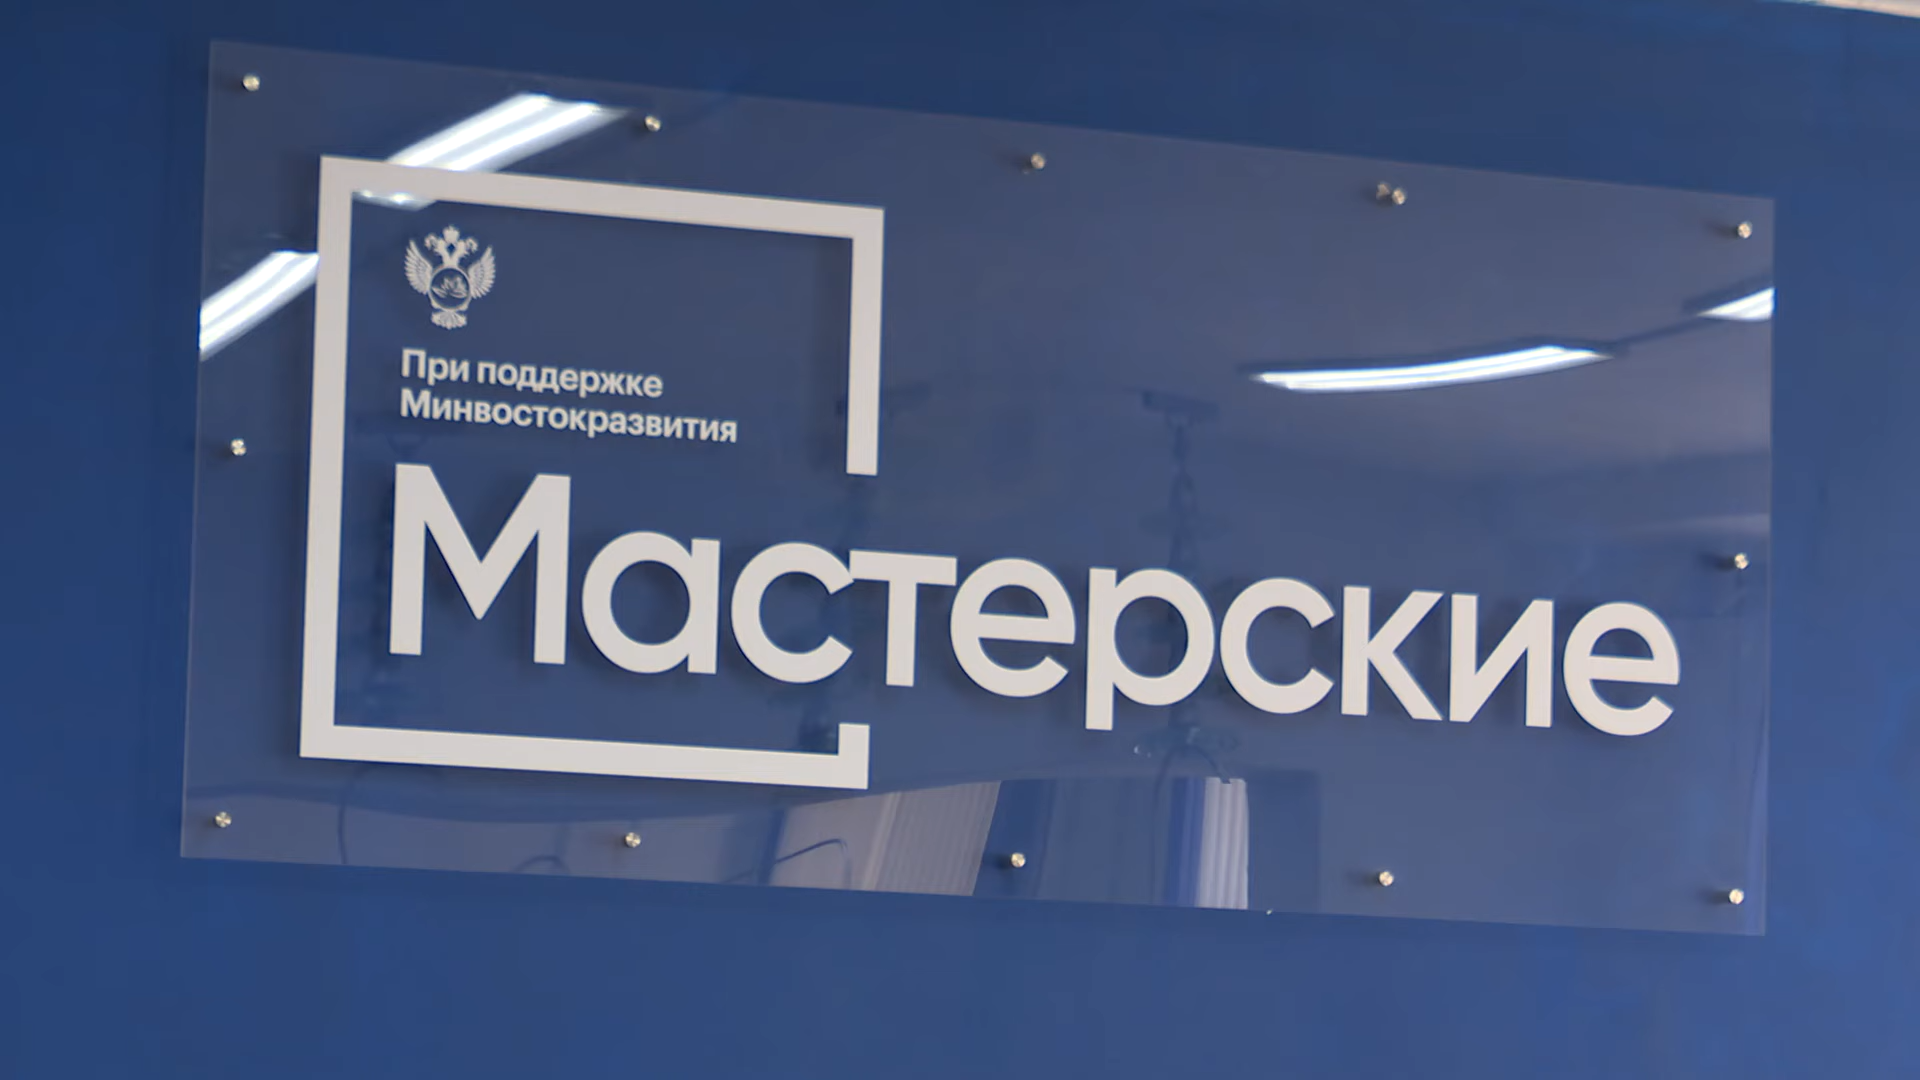 При поддержке
Минвостокразвития
Мастерские